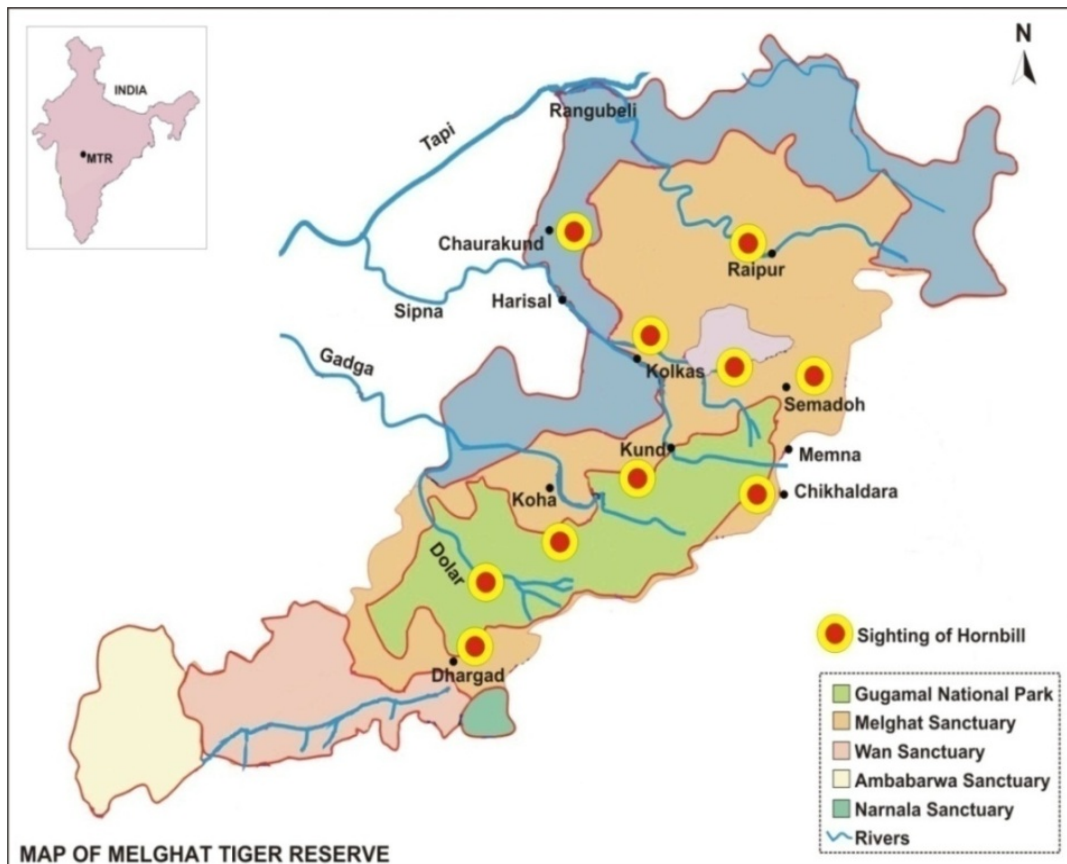 INDIA
MTR
N
Rangubeli
Tapi
Chaurakund
Raipur
Harisal
Sipna
Gadga
Kolkas
Semadoh
Kund
Memna
Koha
Chikhaldara
Dolar
Dhargad
Sighting of Hornbill
Gugamal National Park
Melghat Sanctuary
Wan Sanctuary
Ambabarwa Sanctuary
Narnala Sanctuary
Rivers
MAP OF MELGHAT TIGER RESERVE